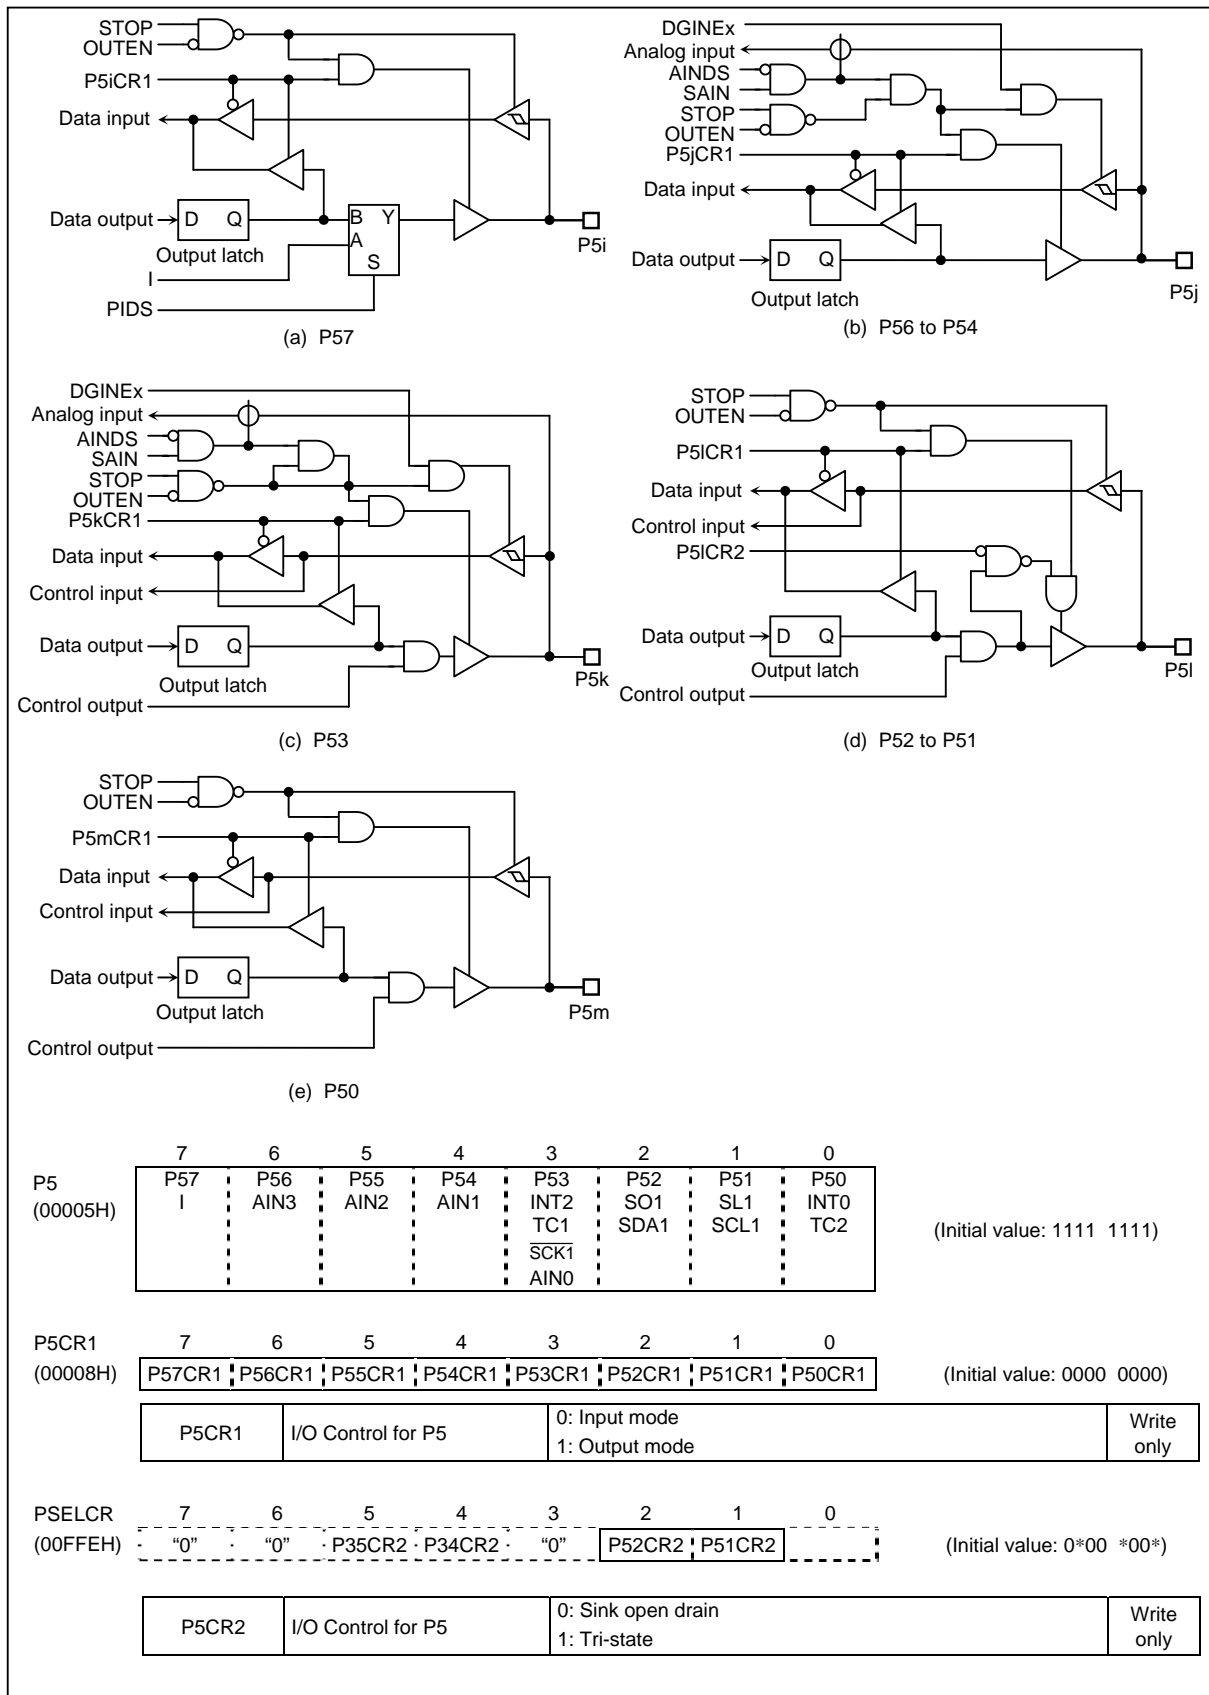 STOP
OUTEN
P5iCR1
Data input
Data output
D Q
Output latch
B Y
A
S
I
PIDS
P5i
(a) P57
DGINEx
Analog input
AINDS
SAIN
STOP
OUTEN
P5jCR1
Data input
Data output
D Q
Output latch
P5j
(b) P56 to P54
DGINEx
Analog input
AINDS
SAIN
STOP
OUTEN
P5kCR1
Data input
Control input
Data output
D Q
Output latch
Control output
P5k
(c) P53
STOP
OUTEN
P5lCR1
Data input
Control input
P5lCR2
Data output
D Q
Output latch
Control output
P5l
(d) P52 to P51
STOP
OUTEN
P5mCR1
Data input
Control input
Data output
D Q
Output latch
Control output
P5m
(e) P50
7 6 5 4 3 2 1 0
P5 P57 P56 P55 P54 P53 P52 P51 P50
(00005H) I AIN3 AIN2 AIN1 INT2 SO1 SL1 INT0
TC1 SDA1 SCL1 TC2 (Initial value: 1111 1111)
SCK1
AIN0
P5CR1 7 6 5 4 3 2 1 0
(00008H) P57CR1 P56CR1 P55CR1 P54CR1 P53CR1 P52CR1 P51CR1 P50CR1 (Initial value: 0000 0000)
P5CR1 I/O Control for P5 0: Input mode
1: Output mode
Write
only
PSELCR 7 6 5 4 3 2 1 0
(00FFEH) “0” “0” P35CR2 P34CR2 “0” P52CR2 P51CR2 (Initial value: 0*00 *00*)
P5CR2 I/O Control for P5 0: Sink open drain
1: Tri-state
Write
only